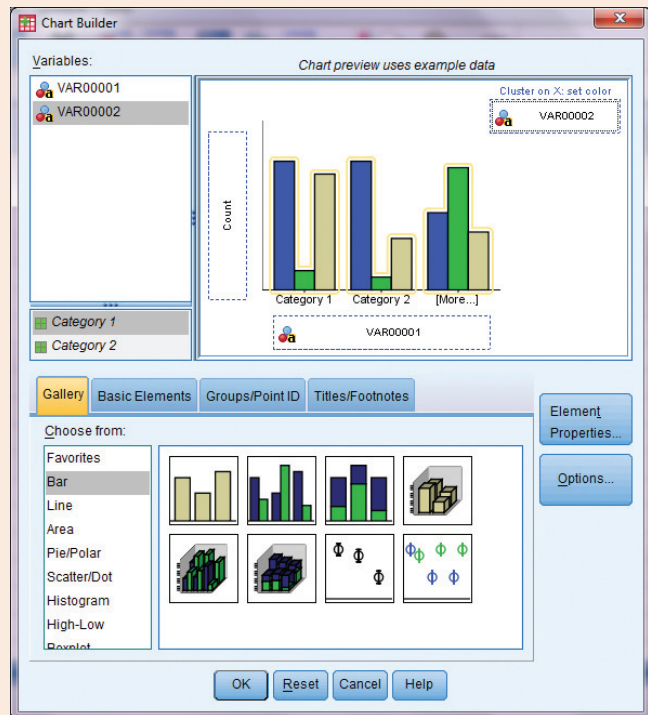 Chart Builder
Variables:
Chart preview uses example data
VAR00001
VAR00002
Cluster on X: set color
VAR00002
Count
Category 1 Category 2 [More...]
VAR00001
Category 1
Category 2
Gallery Basic Elements Groups/Point ID Titles/Footnotes
Element
Properties...
Options...
Choose from:
Favorites
Bar
Line
Area
Pie/Polar
Scatter/Dot
Histogram
High-Low
Boxplot
OK Reset Cancel Help